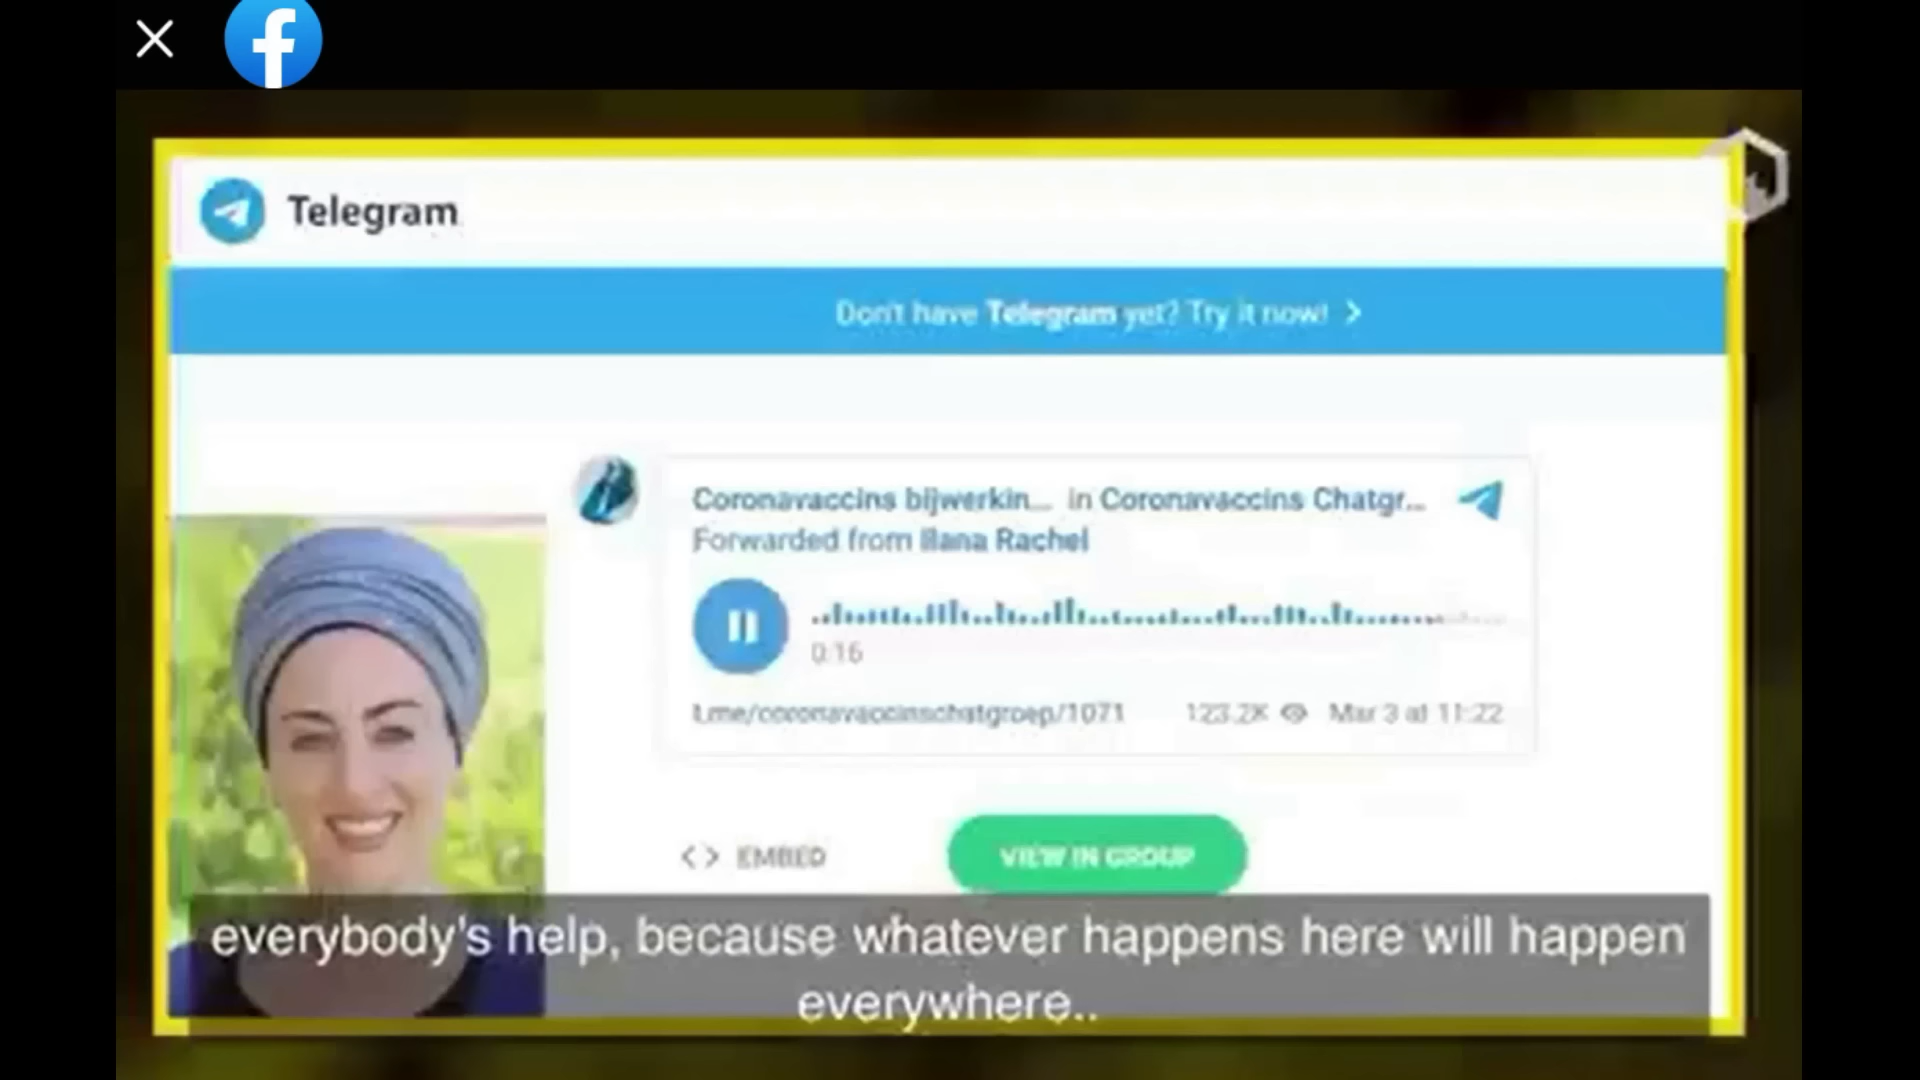 Telegram
Don't have Telegram yet? Try it now!
Coronavaccins bijwerkin... in Coronavaccins Chatgr...
Forwarded from Ilana Rachel
0:16
t.me/coronavaccinschatgroep/1071 123.2K Mar 3 at 11:22
EMBED
VIEW IN GROUP
everybody's help, because whatever happens here will happen
everywhere..